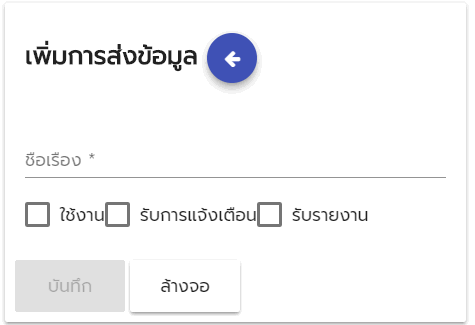 เพิ่มการส่งข้อมูล
ชื่อเรื่อง *
ใช้งาน รับการแจ้งเตือน รับรายงาน
บันทึก ล้างจอ